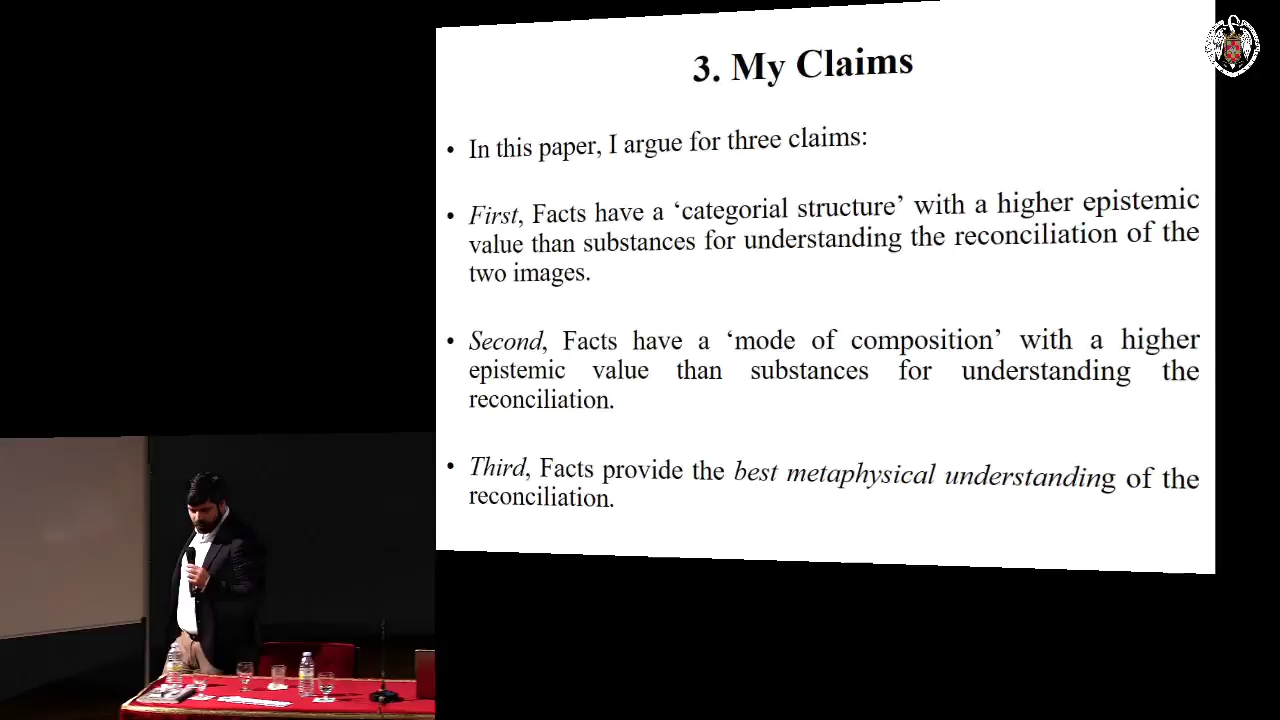 3. My Claims
• In this paper, I argue for three claims:
• First, Facts have a ‘categorial structure’ with a higher epistemic
value than substances for understanding the reconciliation of the
two images.
• Second, Facts have a ‘mode of composition’ with a higher
epistemic value than substances for understanding the
reconciliation.
• Third, Facts provide the best metaphysical understanding of the
reconciliation.